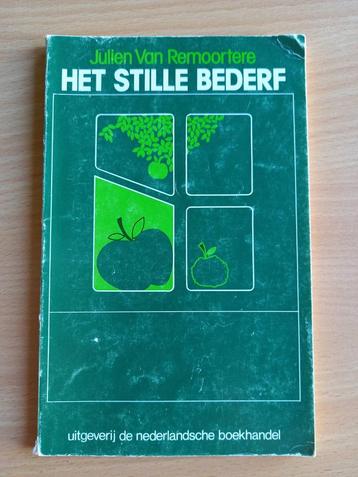 Julien Van Remoortere
HET STILLE BEDERF
uitgeverij de nederlandsche boekhandel